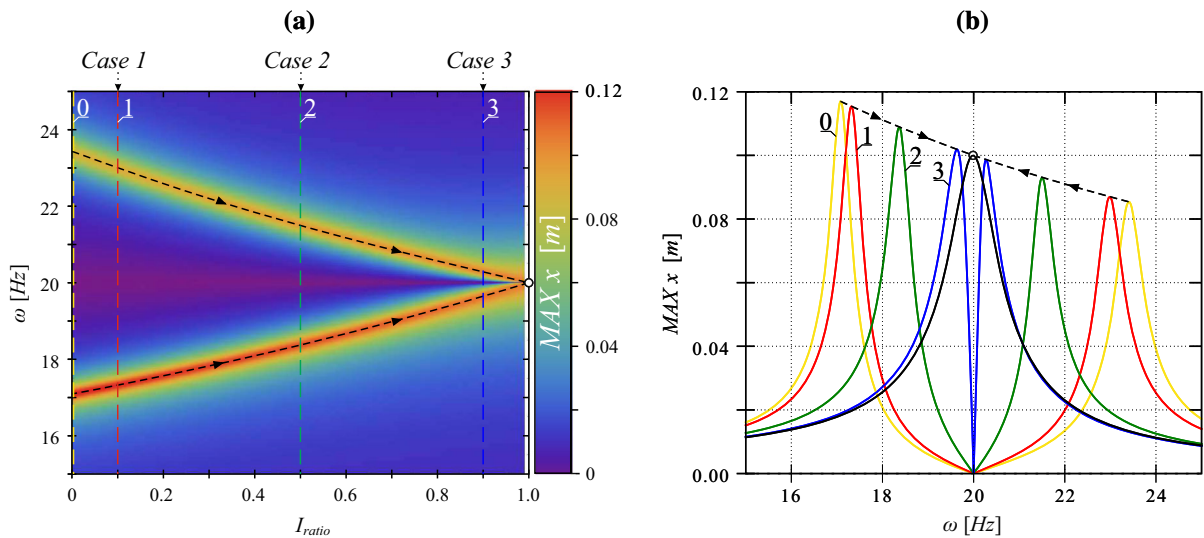 (a)
Case 1 Case 2 Case 3
0 1 2 3
24
22
20
18
16
ω [Hz]
0 0.2 0.4 0.6 0.8 1.0
I_ratio
0.12
0.08
0.04
0
MAX x [m]
(b)
0.12
0.08
0.04
0.00
MAX x [m]
0 1 2 3
16 18 20 22 24
ω [Hz]